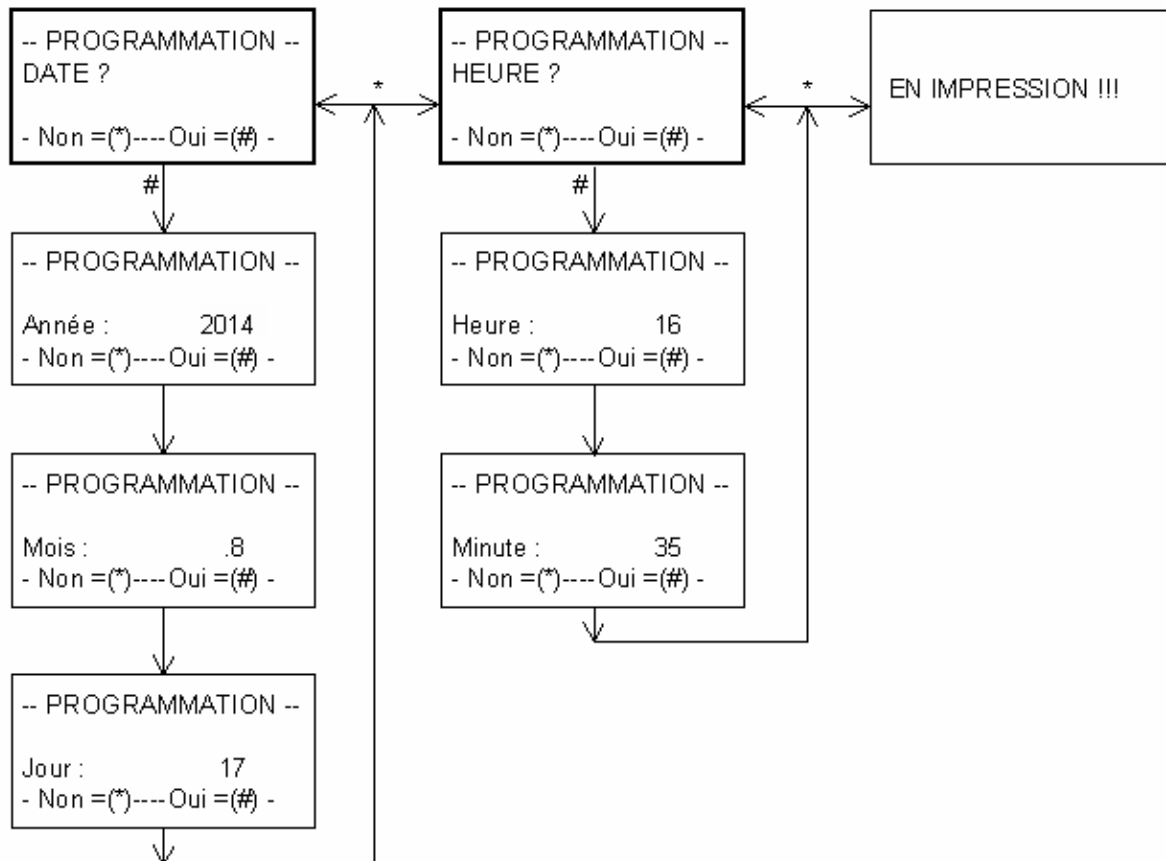 -- PROGRAMMATION --
DATE ?
- Non =(*)---- Oui =(#) -
*
-- PROGRAMMATION --
HEURE ?
- Non =(*)---- Oui =(#) -
*
EN IMPRESSION !!!
#
#
-- PROGRAMMATION --
Année : 2014
- Non =(*)---- Oui =(#) -
-- PROGRAMMATION --
Heure : 16
- Non =(*)---- Oui =(#) -
-- PROGRAMMATION --
Mois : .8
- Non =(*)---- Oui =(#) -
-- PROGRAMMATION --
Minute : 35
- Non =(*)---- Oui =(#) -
-- PROGRAMMATION --
Jour : 17
- Non =(*)---- Oui =(#) -